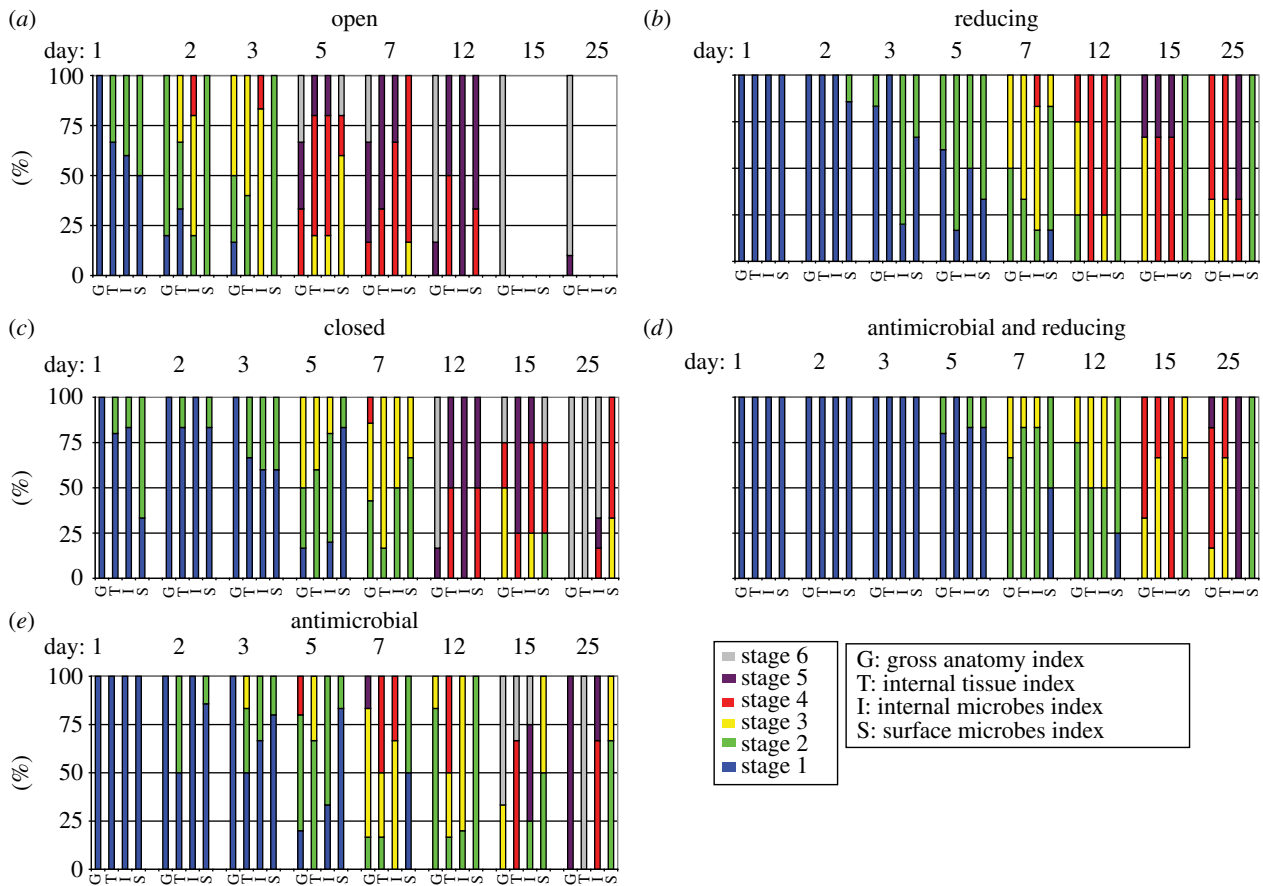 (a) open
day: 1 2 3 5 7 12 15 25
100
75
50
25
0
(%)
G T I S G T I S G T I S G T I S G T I S G T I S G T I S G T I S
(b) reducing
day: 1 2 3 5 7 12 15 25
G T I S G T I S G T I S G T I S G T I S G T I S G T I S G T I S
(c) closed
day: 1 2 3 5 7 12 15 25
100
75
50
25
0
(%)
G T I S G T I S G T I S G T I S G T I S G T I S G T I S G T I S
(d) antimicrobial and reducing
day: 1 2 3 5 7 12 15 25
G T I S G T I S G T I S G T I S G T I S G T I S G T I S G T I S
(e) antimicrobial
day: 1 2 3 5 7 12 15 25
100
75
50
25
0
(%)
G T I S G T I S G T I S G T I S G T I S G T I S G T I S G T I S
stage 6
stage 5
stage 4
stage 3
stage 2
stage 1
G: gross anatomy index
T: internal tissue index
I: internal microbes index
S: surface microbes index